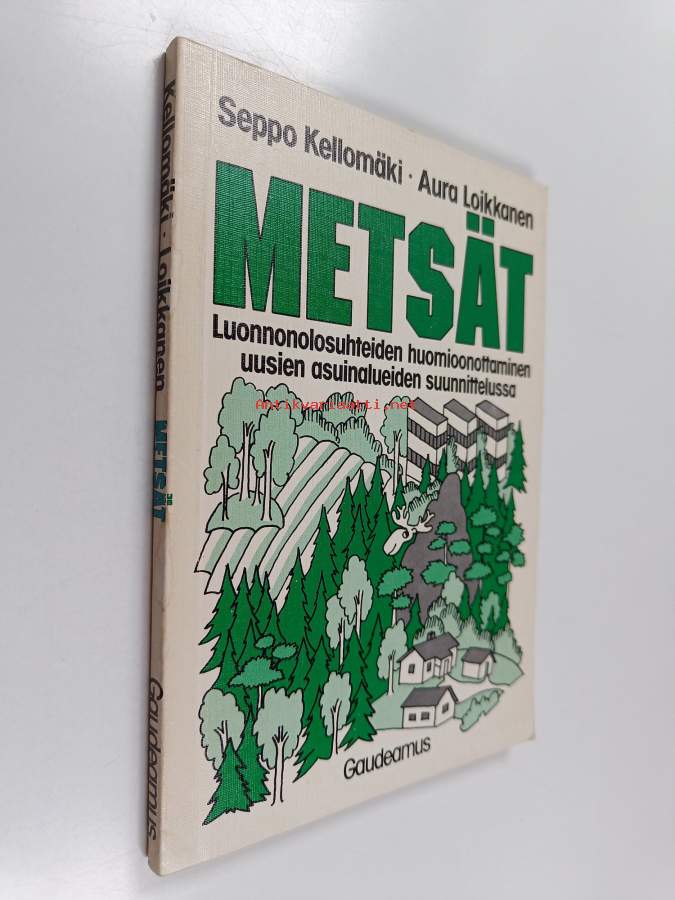 Seppo Kellomäki · Aura Loikkanen
METSÄT
Luonnonolosuhteiden huomioonottaminen
uusien asuinalueiden suunnittelussa
Antikvariaatti.net
Gaudeamus
Kellomäki · Loikkanen METSÄT Gaudeamus